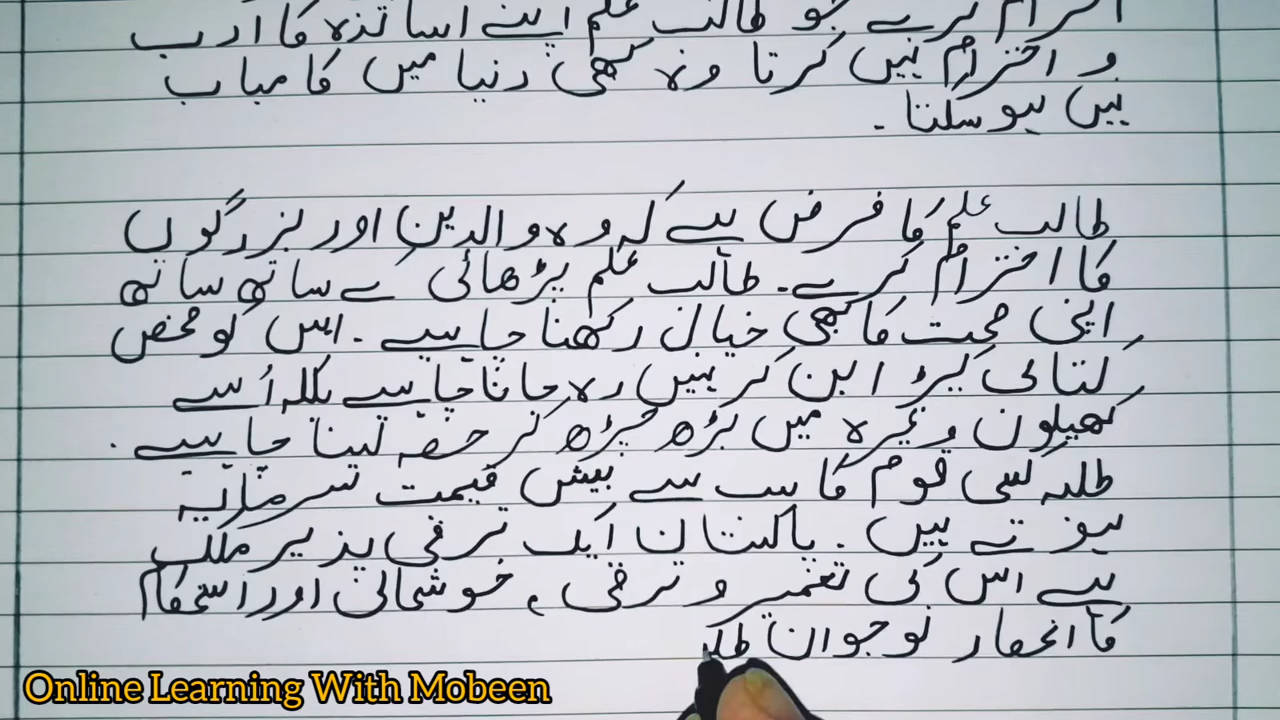 احترام کرے جو طالب علم اپنے اساتذہ کا ادب
و احترام نہیں کرتا وہ کبھی دنیا میں کامیاب
نہیں ہو سکتا ۔
طالب علم کا فرض ہے کہ وہ والدین اور بزرگوں
کا احترام کرے۔ طالب علم پڑھائی کے ساتھ ساتھ
اپنی صحت کا بھی خیال رکھنا چاہیے ۔ اس کو محض
کتابی کیڑا بن کر نہیں رہ جانا چاہیے بلکہ اُسے
کھیلوں وغیرہ میں بڑھ چڑھ کر حصہ لینا چاہیے ۔
طلبہ کسی قوم کا سب سے بیش قیمت سرمایہ
ہوتے ہیں ۔ پاکستان ایک ترقی پذیر ملک
ہے اس کی تعمیر و ترقی ، خوشحالی اور استحکام
کا انحصار نوجوان طلبہ
Online Learning With Mobeen